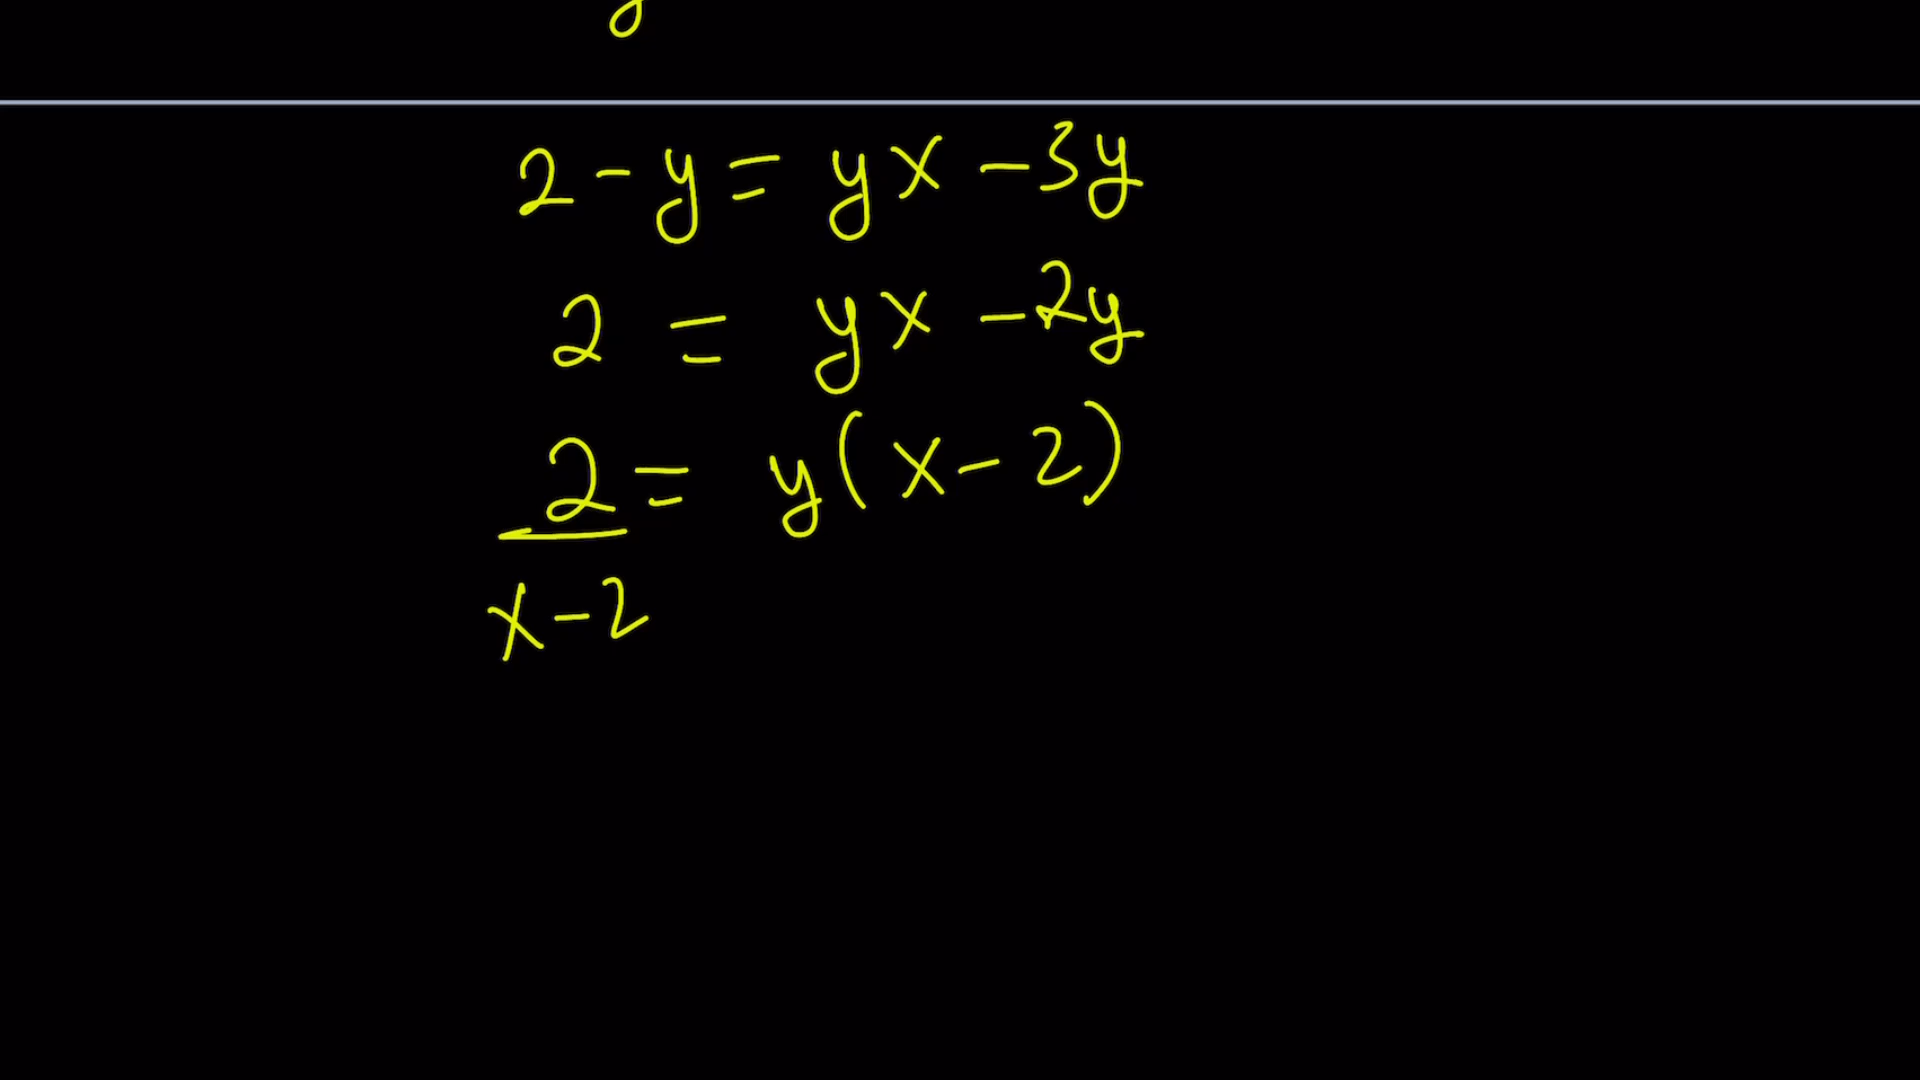 y
2 - y = yx - 3y
2 = yx - 2y
2 = y(x - 2)
x - 2